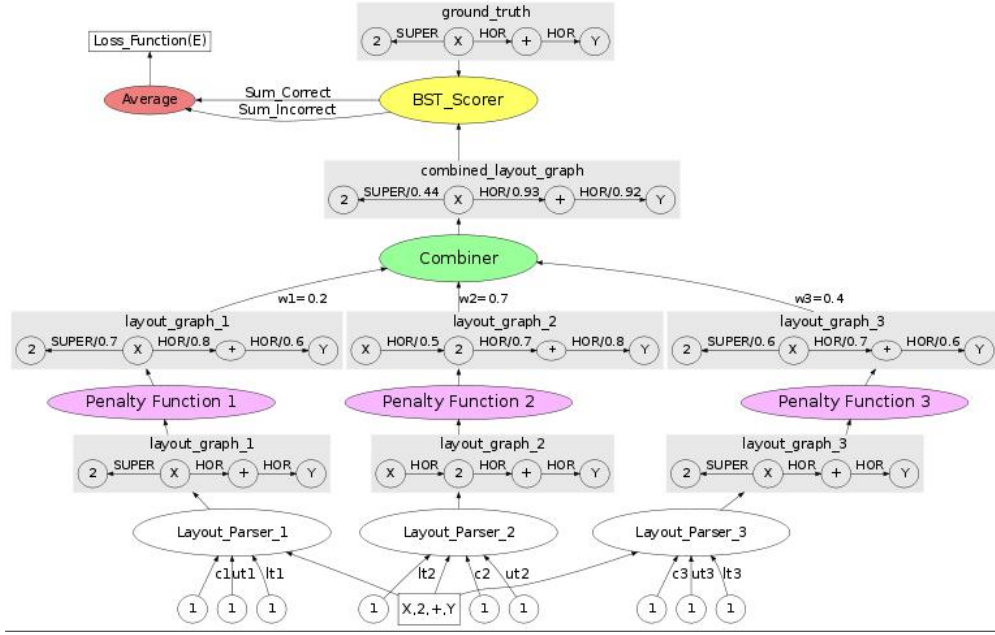 ground_truth
2 SUPER X HOR + HOR Y
Loss_Function(E)
Average
Sum_Correct
Sum_Incorrect
BST_Scorer
combined_layout_graph
2 SUPER/0.44 X HOR/0.93 + HOR/0.92 Y
Combiner
w1=0.2 w2=0.7 w3=0.4
layout_graph_1 layout_graph_2 layout_graph_3
2 SUPER/0.7 X HOR/0.8 + HOR/0.6 Y X HOR/0.5 2 HOR/0.7 + HOR/0.8 Y 2 SUPER/0.6 X HOR/0.7 + HOR/0.6 Y
Penalty Function 1 Penalty Function 2 Penalty Function 3
layout_graph_1 layout_graph_2 layout_graph_3
2 SUPER X HOR + HOR Y X HOR 2 HOR + HOR Y 2 SUPER X HOR + HOR Y
Layout_Parser_1 Layout_Parser_2 Layout_Parser_3
c1 ut1 lt1 lt2 c2 ut2 c3 ut3 lt3
1 1 1 1 X,2,+,Y 1 1 1 1 1